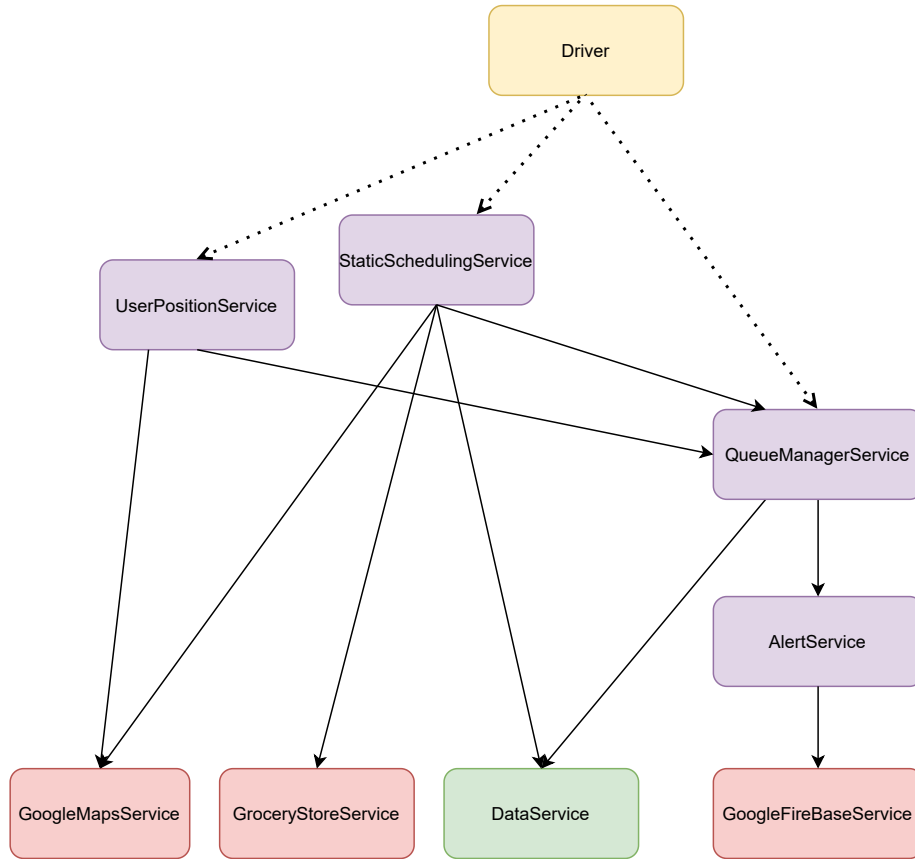 Driver
StaticSchedulingService
UserPositionService
QueueManagerService
AlertService
GoogleMapsService
GroceryStoreService
DataService
GoogleFireBaseService